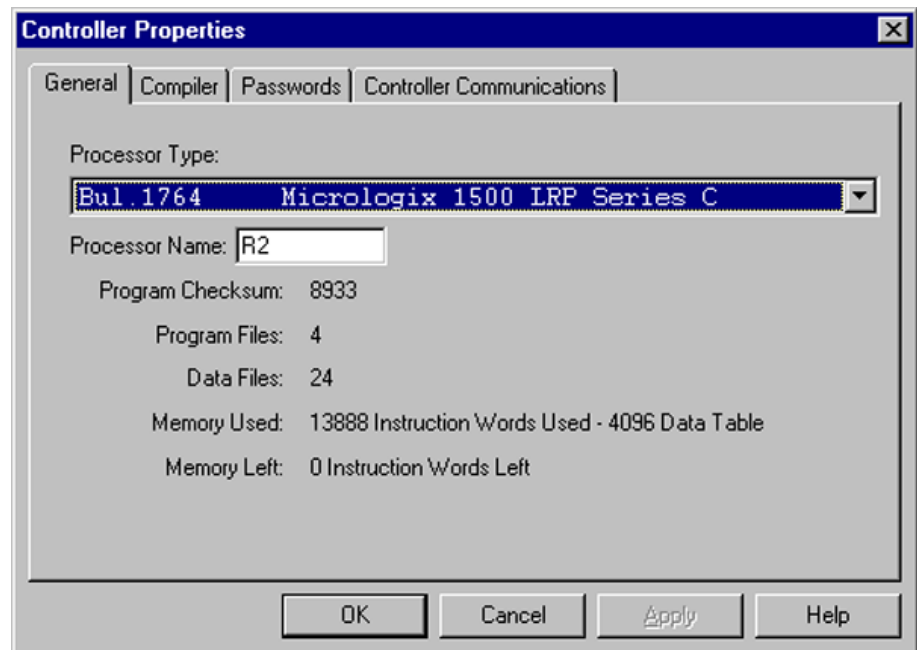 Controller Properties
General Compiler Passwords Controller Communications
Processor Type:
Bul.1764 Micrologix 1500 LRP Series C
Processor Name: R2
Program Checksum: 8933
Program Files: 4
Data Files: 24
Memory Used: 13888 Instruction Words Used - 4096 Data Table
Memory Left: 0 Instruction Words Left
OK Cancel Apply Help